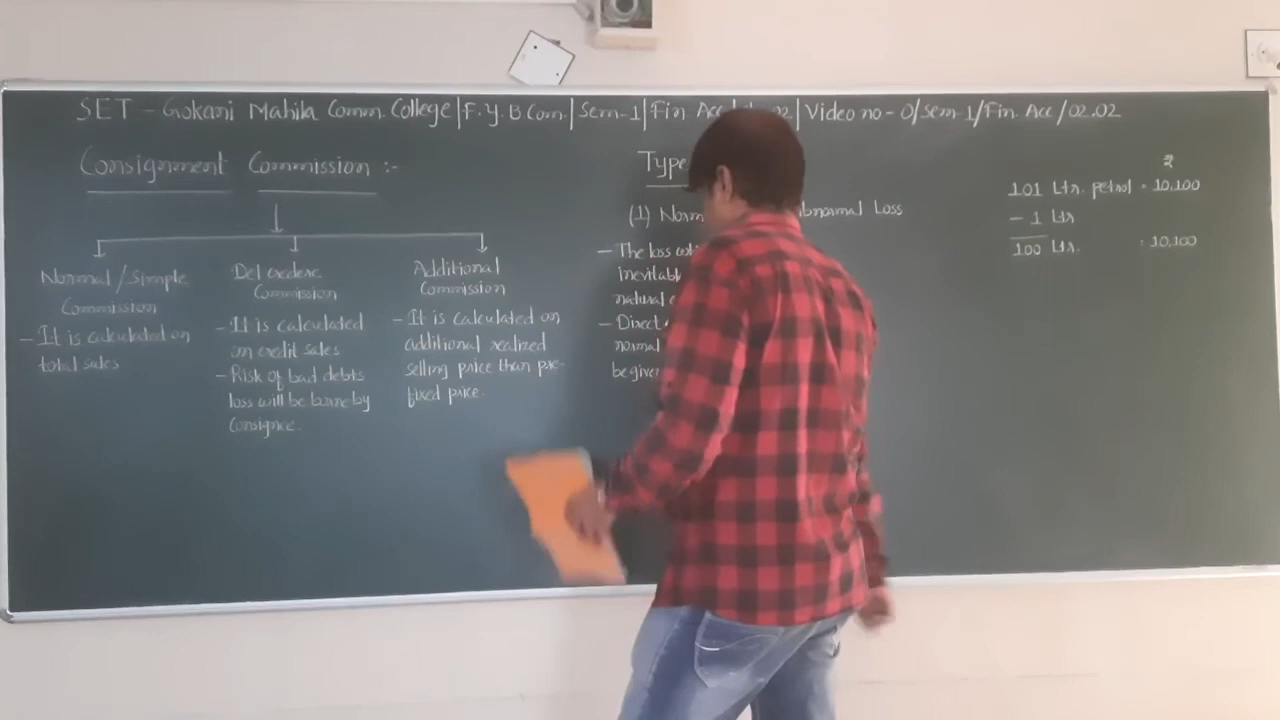 SET - Gokani Mahila Comm. College | F.Y. B Com. | Sem-1 | Fin Acc | Video no - 0/Sem-1/Fin. Acc /02.02
Consignment Commission :-
Normal/Simple
Commission
- It is calculated on
total sales
Del credere
Commission
- It is calculated
on credit sales
- Risk of bad debts
loss will be borne by
consignee.
Additional
Commission
- It is calculated on
additional realized
selling price than pre-
fixed price.
Type
(1) Norm bnormal Loss
- The loss
inevitabl
natural
- Direct
normal
be given
₹
101 Ltr. petrol = 10,100
- 1 Ltr
100 Ltr. = 10,100